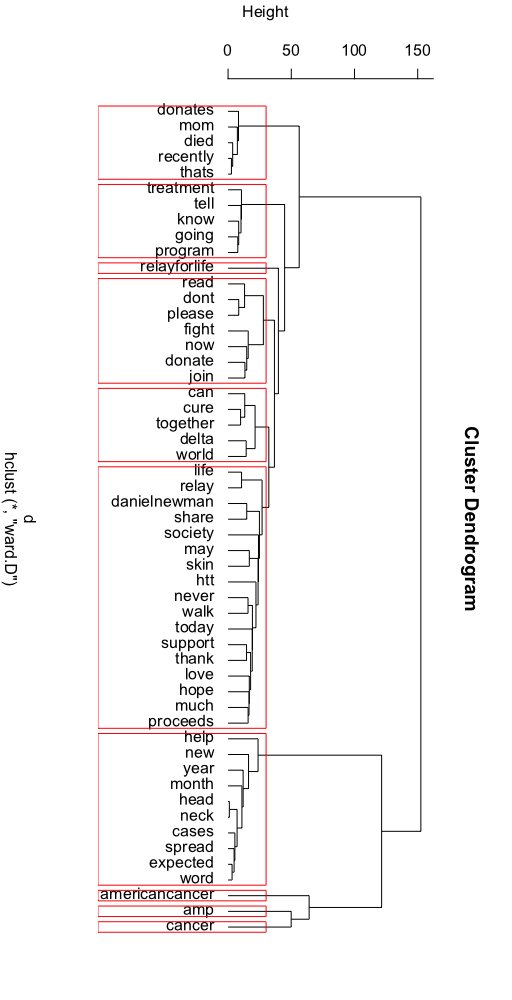 Height
0 50 100 150
donates
mom
died
recently
thats
treatment
tell
know
going
program
relayforlife
read
dont
please
fight
now
donate
join
can
cure
together
delta
world
life
relay
danielnewman
share
society
may
skin
htt
never
walk
today
support
thank
love
hope
much
proceeds
help
new
year
month
head
neck
cases
spread
expected
word
americancancer
amp
cancer
Cluster Dendrogram
d
hclust (*, "ward.D")